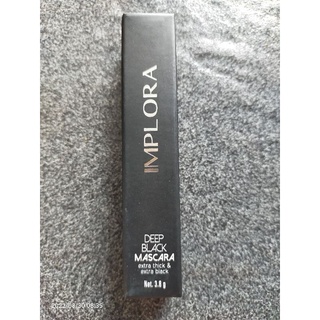 IMPLORA
DEEP
BLACK
MASCARA
extra thick &
extra black
Net. 3.8 g